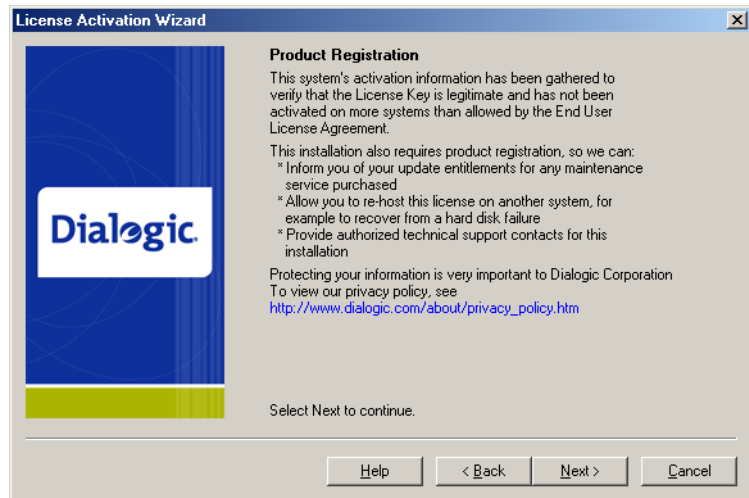 License Activation Wizard
Product Registration
This system's activation information has been gathered to
verify that the License Key is legitimate and has not been
activated on more systems than allowed by the End User
License Agreement.
This installation also requires product registration, so we can:
* Inform you of your update entitlements for any maintenance
service purchased
* Allow you to re-host this license on another system, for
example to recover from a hard disk failure
* Provide authorized technical support contacts for this
installation
Protecting your information is very important to Dialogic Corporation
To view our privacy policy, see
http://www.dialogic.com/about/privacy_policy.htm
Dialogic.
Select Next to continue.
Help
< Back
Next >
Cancel